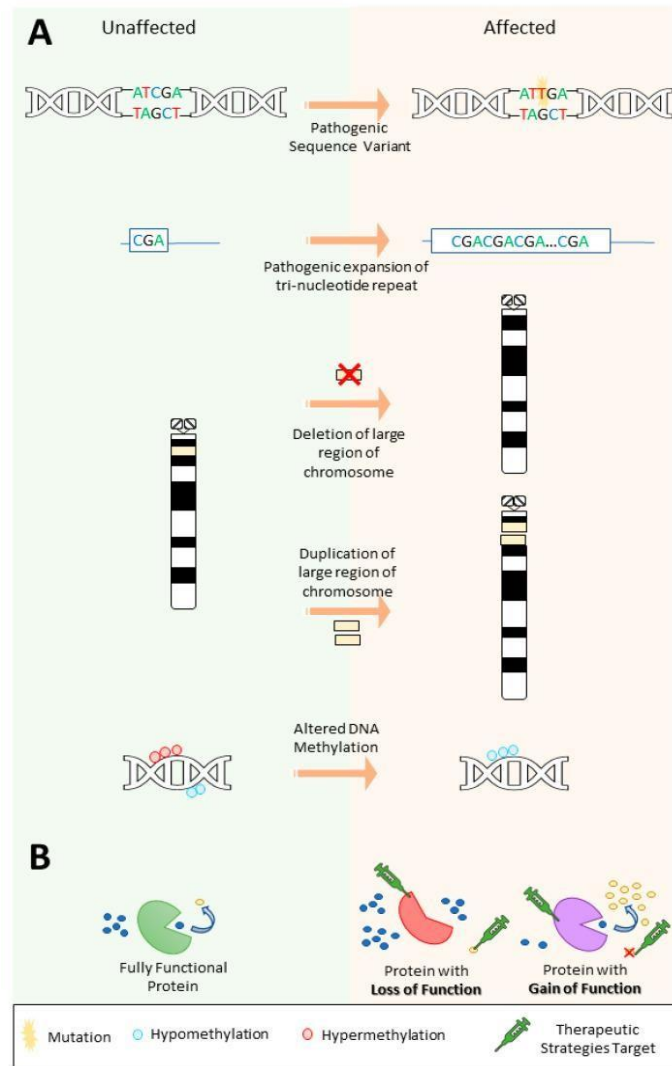 A
Unaffected
Affected
ATCGA
TAGCT
ATTGA
TAGCT
Pathogenic
Sequence Variant
CGA
CGACGACGA...CGA
Pathogenic expansion of
tri-nucleotide repeat
Deletion of large
region of
chromosome
Duplication of
large region of
chromosome
Altered DNA
Methylation
B
Fully Functional
Protein
Protein with
Loss of Function
Protein with
Gain of Function
Mutation
Hypomethylation
Hypermethylation
Therapeutic
Strategies Target